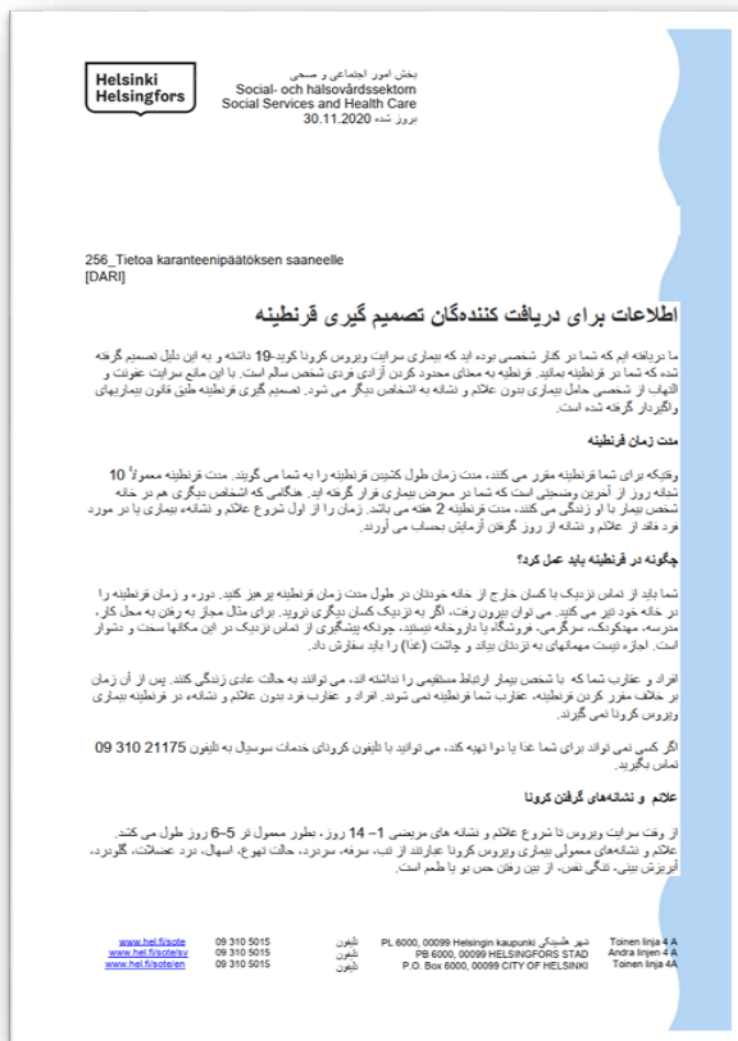 Helsinki
Helsingfors
بخش امور اجتماعی و صحی
Social- och hälsovårdssektorn
Social Services and Health Care
بروز شده 30.11.2020
256_Tietoa karanteenipäätöksen saaneelle
[DARI]
اطلاعات برای دریافت کنندهگان تصمیم گیری قرنطینه
ما دریافته ایم که شما در کنار شخصی بوده اید که بیماری سرایت ویروس کرونا کوید-19 داشته و به این دلیل تصمیم گرفته
شده که شما در قرنطینه بمانید. قرنطیه به معنای محدود کردن آزادی فردی شخص سالم است. با این مانع سرایت عفونت و
التهاب از شخصی حامل بیماری بدون علائم و نشانه به اشخاص دیگر می شود. تصمیم گیری قرنطینه طبق قانون بیماریهای
واگیردار گرفته شده است.
مدت زمان قرنطینه
وقتیکه برای شما قرنطینه مقرر می کنند، مدت زمان طول کشیدن قرنطینه را به شما می گویند. مدت قرنطینه معمولاً 10
شبانه روز از آخرین وضعیتی است که شما در معرض بیماری قرار گرفته اید. هنگامی که اشخاص دیگری هم در خانه
شخص بیمار با او زندگی می کنند، مدت قرنطینه 2 هفته می باشد. زمان را از اول شروع علائم و نشانهء بیماری یا در مورد
فرد فاقد از علائم و نشانه از روز گرفتن آزمایش بحساب می آورند.
چگونه در قرنطینه باید عمل کرد؟
شما باید از تماس نزدیک با کسان خارج از خانه خودتان در طول مدت زمان قرنطینه پرهیز کنید. دوره و زمان قرنطینه را
در خانه خود تیر می کنید. می توان بیرون رفت، اگر به نزدیک کسان دیگری نروید. برای مثال مجاز به رفتن به محل کار،
مدرسه، مهدکودک، سرگرمی، فروشگاه یا داروخانه نیستید، چونکه پیشگیری از تماس نزدیک در این مکانها سخت و دشوار
است. اجازه نیست مهمانهای به نزدتان بیاند و چاشت (غذا) را باید سفارش داد.
افراد و عقارب شما که با شخص بیمار ارتباط مستقیمی را نداشته اند، می توانند به حالت عادی زندگی کنند. پس از آن زمان
بر خلاف مقرر کردن قرنطینه، عقارب شما قرنطینه نمی شوند. افراد و عقارب فرد بدون علائم و نشانهء در قرنطینه بیماری
ویروس کرونا نمی گیرند.
اگر کسی نمی تواند برای شما غذا یا دوا تهیه کند، می توانید با تلیفون کرونای خدمات سوسیال به تلیفون 09 310 21175
تماس بگیرید.
علائم و نشانههای گرفتن کرونا
از وقت سرایت ویروس تا شروع علائم و نشانه های مریضی 1– 14 روز، بطور معمول تر 5–6 روز طول می کشد.
علائم و نشانههای معمولی بیماری ویروس کرونا عبارتند از تب، سرفه، سردرد، حالت تهوع، اسهال، درد عضلات، گلودرد،
آبریزش بینی، تنگی نفس، از بین رفتن حس بو یا طعم است.
www.hel.fi/sote 09 310 5015 تلیفون PL 6000, 00099 Helsingin kaupunki شهر هلسینکی Toinen linja 4 A
www.hel.fi/sote/sv 09 310 5015 تلیفون PB 6000, 00099 HELSINGFORS STAD Andra linjen 4 A
www.hel.fi/sote/en 09 310 5015 تلیفون P.O. Box 6000, 00099 CITY OF HELSINKI Toinen linja 4A